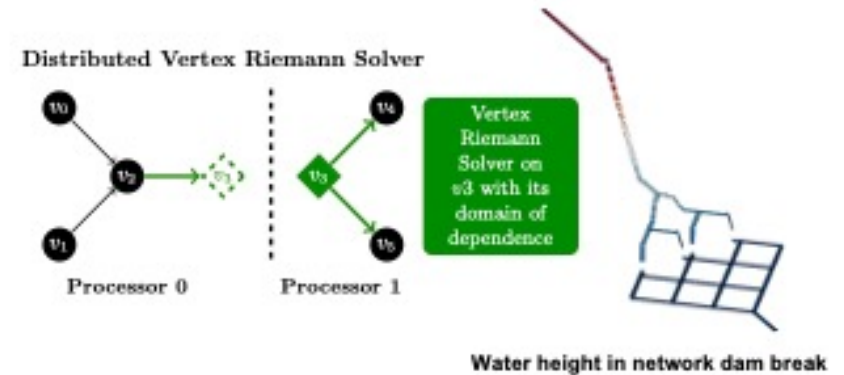 Distributed Vertex Riemann Solver
v0
v4
v2
v3
v3
v1
v5
Processor 0
Processor 1
Vertex
Riemann
Solver on
v3 with its
domain of
dependence
Water height in network dam break